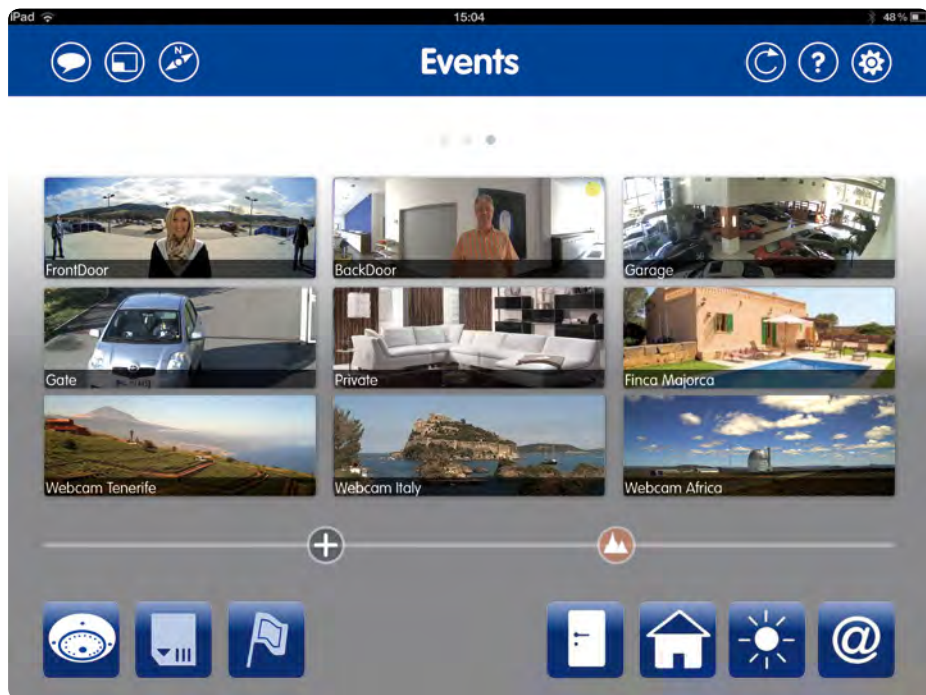 iPad 15:04 48 %
N
Events
?
FrontDoor BackDoor Garage
Gate Private Finca Majorca
Webcam Tenerife Webcam Italy Webcam Africa
@